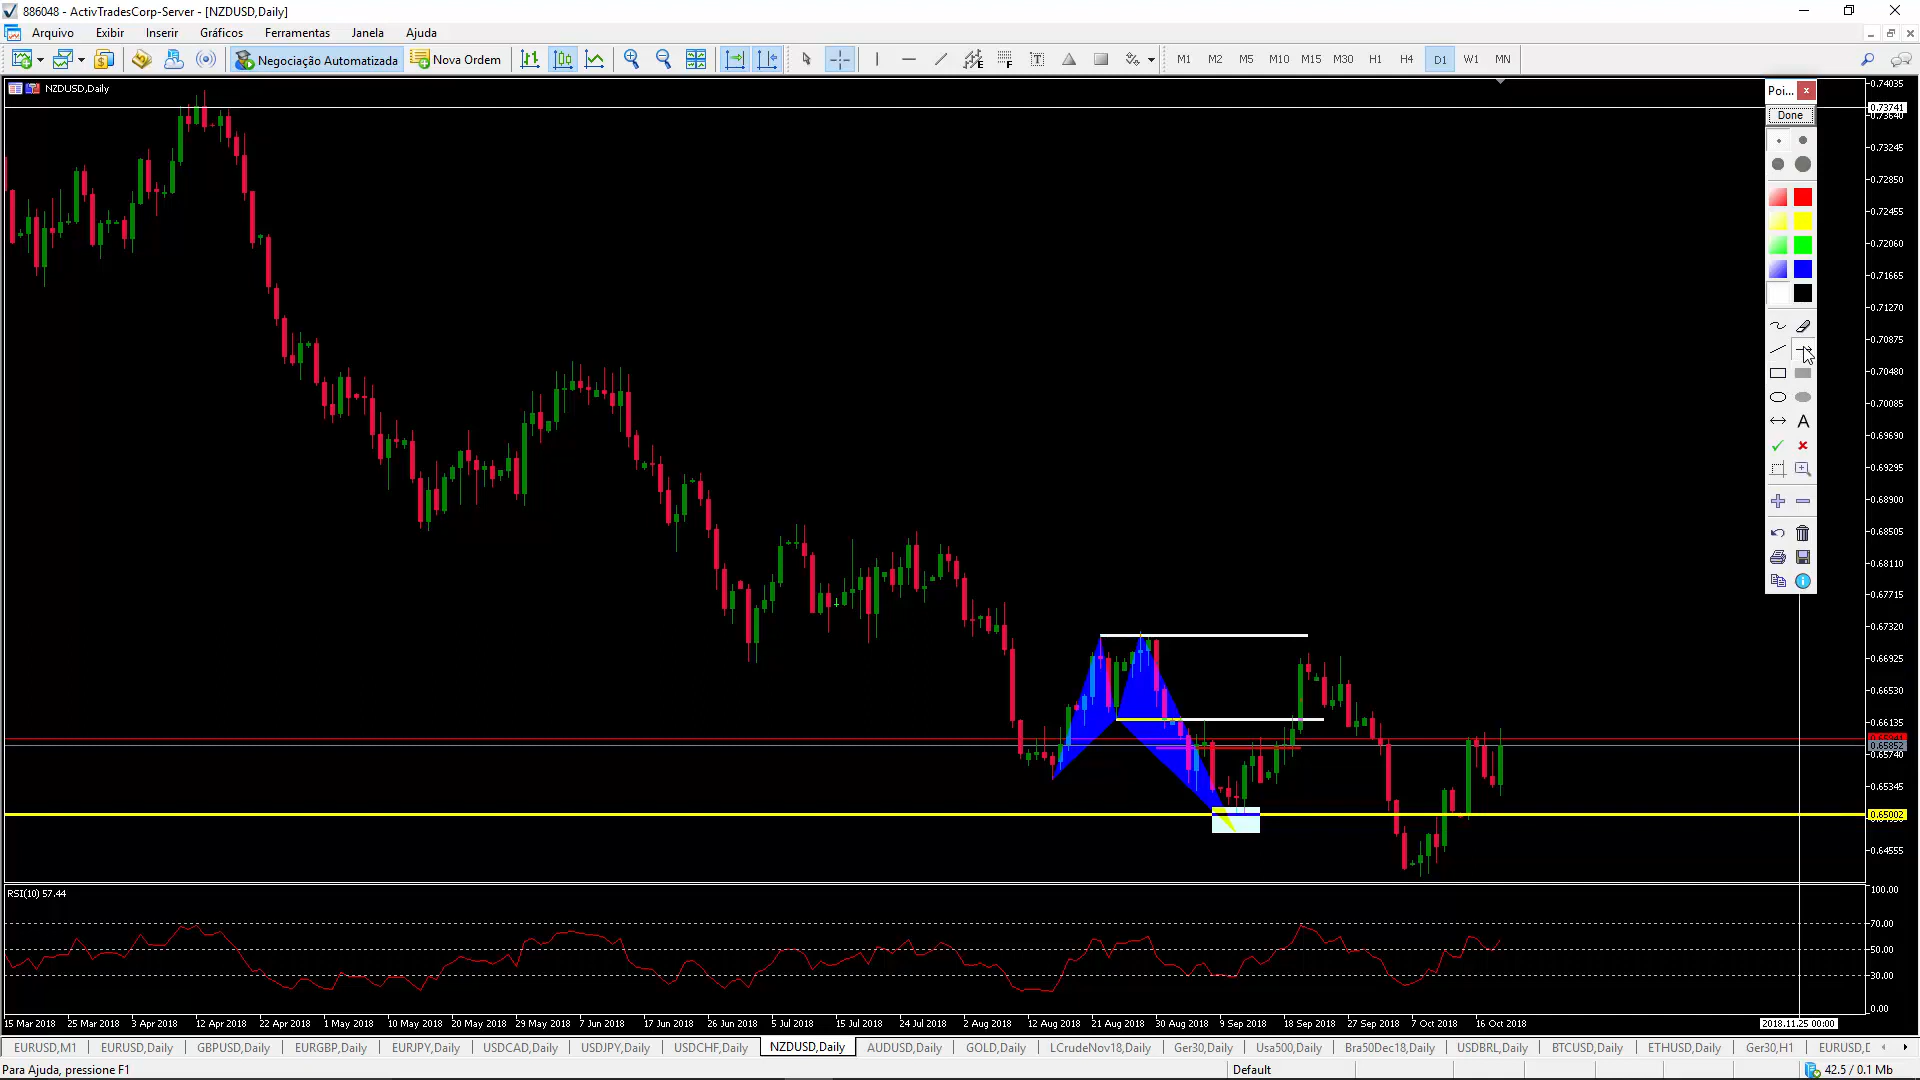 886048 - ActivTradesCorp-Server - [NZDUSD,Daily]
Arquivo Exibir Inserir Gráficos Ferramentas Janela Ajuda
Negociação Automatizada Nova Ordem M1 M2 M5 M10 M15 M30 H1 H4 D1 W1 MN
NZDUSD,Daily
Poi...
Done
A
0.74035
0.73741
0.73640
0.73245
0.72850
0.72455
0.72060
0.71665
0.71270
0.70875
0.70480
0.70085
0.69690
0.69295
0.68900
0.68505
0.68110
0.67715
0.67320
0.66925
0.66530
0.66135
0.65852
0.65740
0.65345
0.65002
0.64555
RSI(10) 57.44
100.00
70.00
50.00
30.00
0.00
15 Mar 2018 25 Mar 2018 3 Apr 2018 12 Apr 2018 22 Apr 2018 1 May 2018 10 May 2018 20 May 2018 29 May 2018 7 Jun 2018 17 Jun 2018 26 Jun 2018 5 Jul 2018 15 Jul 2018 24 Jul 2018 2 Aug 2018 12 Aug 2018 21 Aug 2018 30 Aug 2018 9 Sep 2018 18 Sep 2018 27 Sep 2018 7 Oct 2018 16 Oct 2018 2018.11.25 00:00
EURUSD,M1 EURUSD,Daily GBPUSD,Daily EURGBP,Daily EURJPY,Daily USDCAD,Daily USDJPY,Daily USDCHF,Daily NZDUSD,Daily AUDUSD,Daily GOLD,Daily LCrudeNov18,Daily Ger30,Daily Usa500,Daily Bra50Dec18,Daily USDBRL,Daily BTCUSD,Daily ETHUSD,Daily Ger30,H1 EURUSD,D
Para Ajuda, pressione F1 Default 42.5 / 0.1 Mb